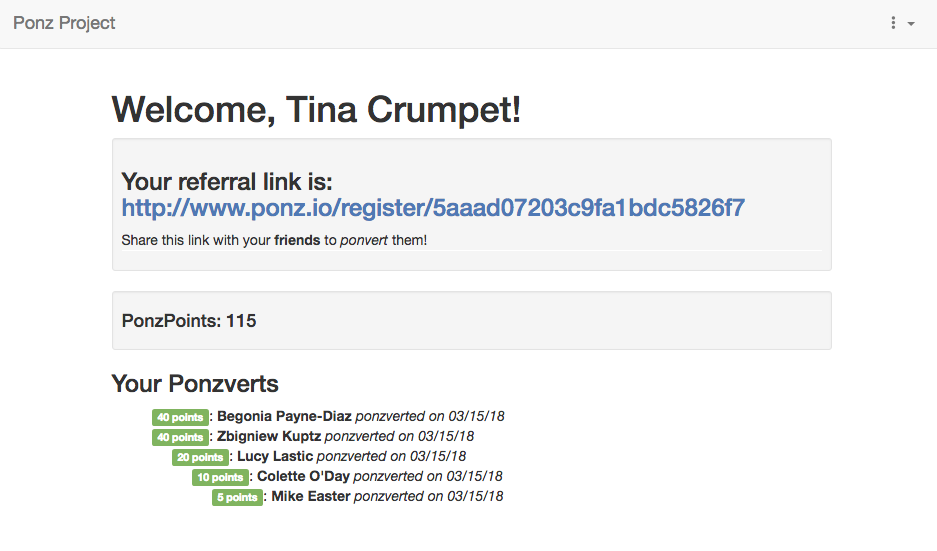 Ponz Project
Welcome, Tina Crumpet!
Your referral link is:
http://www.ponz.io/register/5aaad07203c9fa1bdc5826f7
Share this link with your friends to ponvert them!
PonzPoints: 115
Your Ponzverts
40 points: Begonia Payne-Diaz ponzverted on 03/15/18
40 points: Zbigniew Kuptz ponzverted on 03/15/18
20 points: Lucy Lastic ponzverted on 03/15/18
10 points: Colette O'Day ponzverted on 03/15/18
5 points: Mike Easter ponzverted on 03/15/18